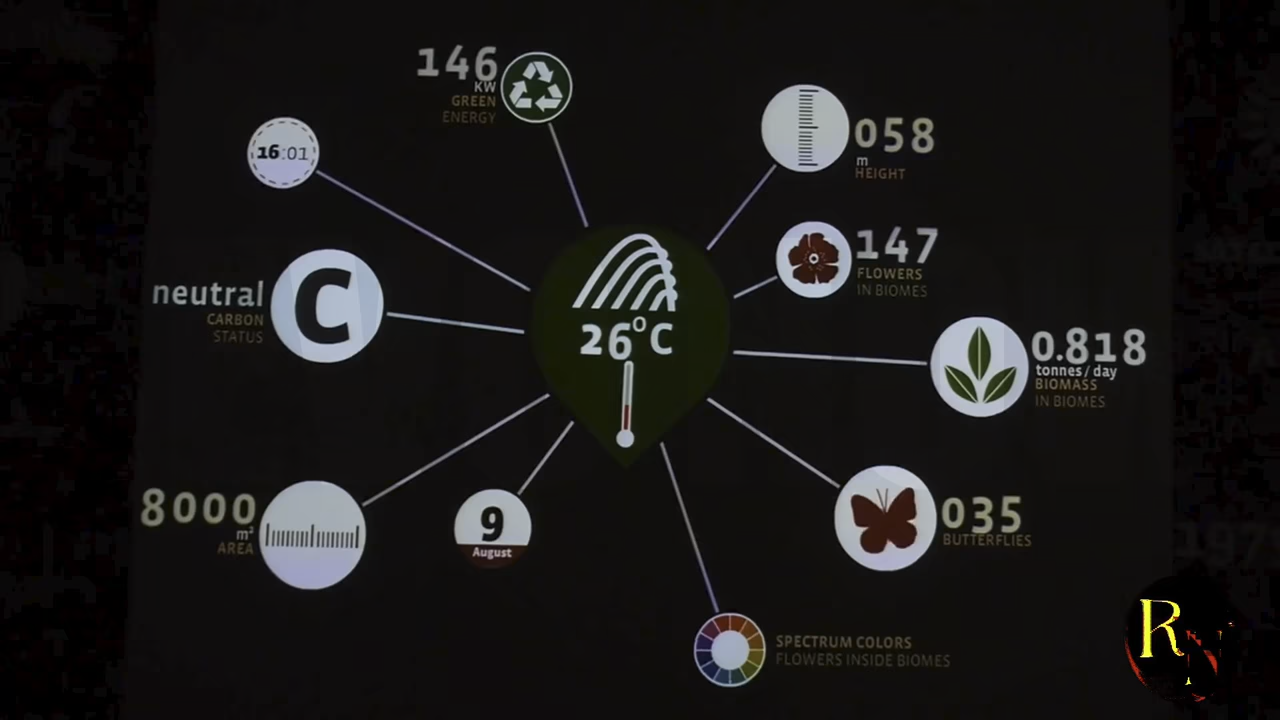 146
KW
GREEN
ENERGY
16:01
058
m
HEIGHT
147
FLOWERS
IN BIOMES
neutral
CARBON
STATUS
C
26°C
0.818
tonnes / day
BIOMASS
IN BIOMES
8000
m²
AREA
9
August
035
BUTTERFLIES
SPECTRUM COLORS
FLOWERS INSIDE BIOMES
R